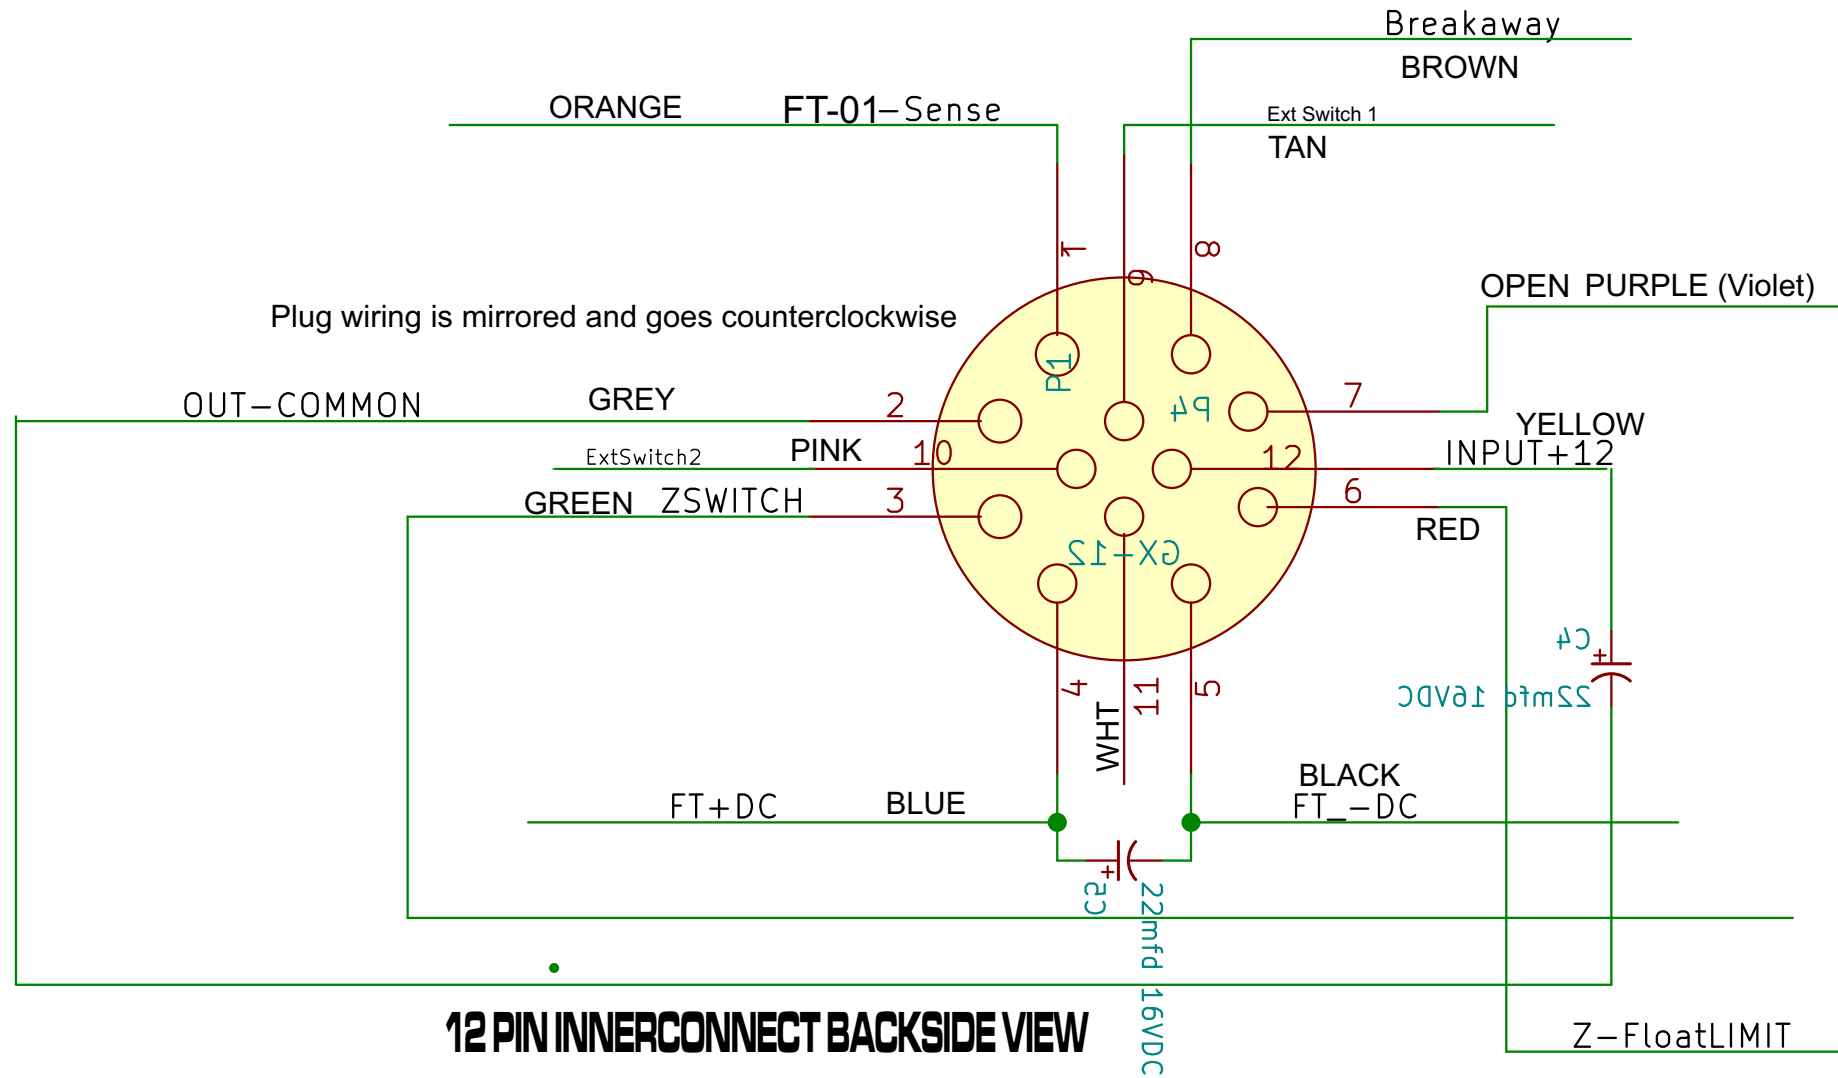 Breakaway
BROWN
ORANGE FT-01-Sense
Ext Switch 1
TAN
1
8
9
OPEN PURPLE (Violet)
Plug wiring is mirrored and goes counterclockwise
P1
P4
7
OUT-COMMON GREY 2
YELLOW
ExtSwitch2 PINK 10
12 INPUT+12
GREEN ZSWITCH 3
6
RED
GX-12
C4
+
22mfd 16VDC
4
11
5
WHT
BLACK
FT+DC BLUE
FT_-DC
+
C5
22mfd 16VDC
12 PIN INNERCONNECT BACKSIDE VIEW
Z-FloatLIMIT